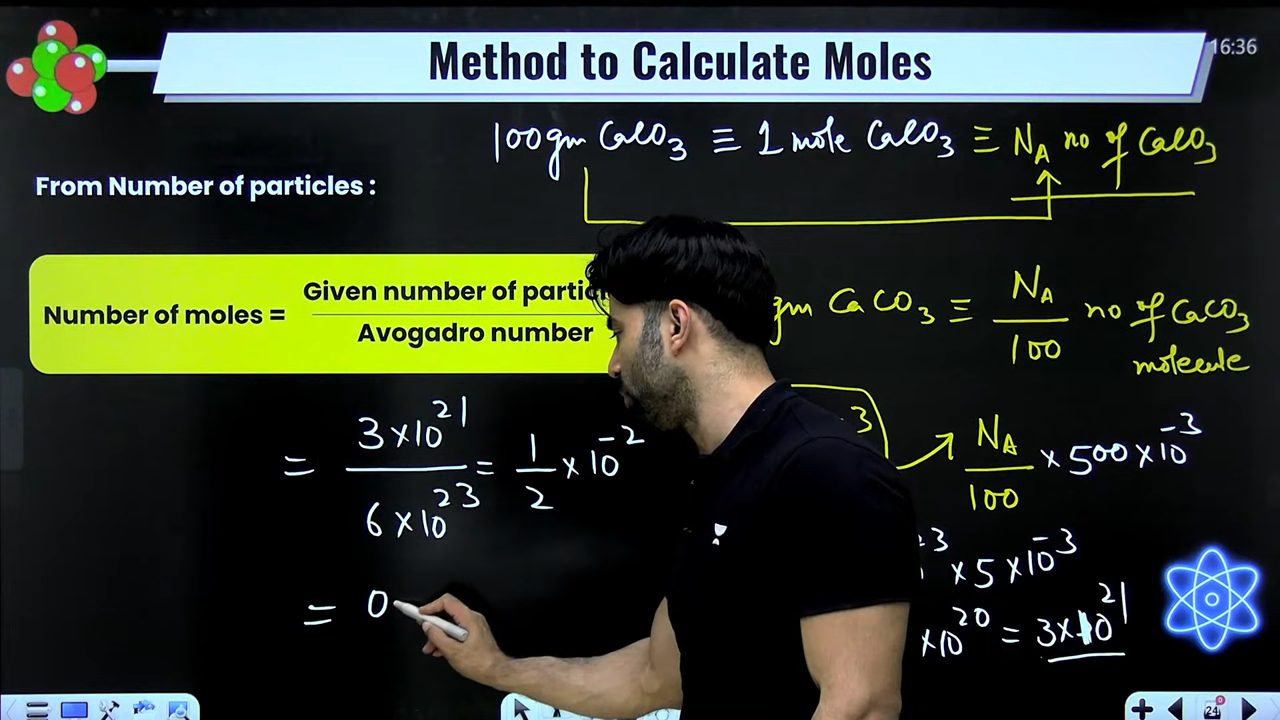 Method to Calculate Moles
16:36
100gm CaCO3 ≡ 1 mole CaCO3 ≡ NA no of CaCO3
From Number of particles :
Number of moles = Given number of partic
Avogadro number
gm CaCO3 ≡ NA/100 no of CaCO3
molecule
-3
NA/100 × 500 × 10^-3
= 3×10^21 / 6×10^23 = 1/2 × 10^-2
3 × 5 × 10^-3
× 10^20 = 3×10^21
= 0.
24